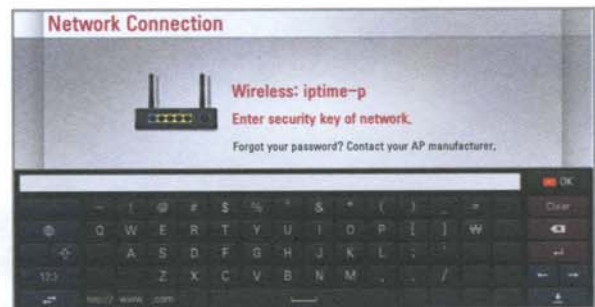 Network Connection
Wireless: iptime-p
Enter security key of network.
Forgot your password? Contact your AP manufacturer.
OK
! @ # $ % ^ & * ( ) _ =
Clear
Q W E R T Y U I O P [ ] ₩
A S D F G H J K L ;
123
Z X C V B N M , . /
http:// www. .com